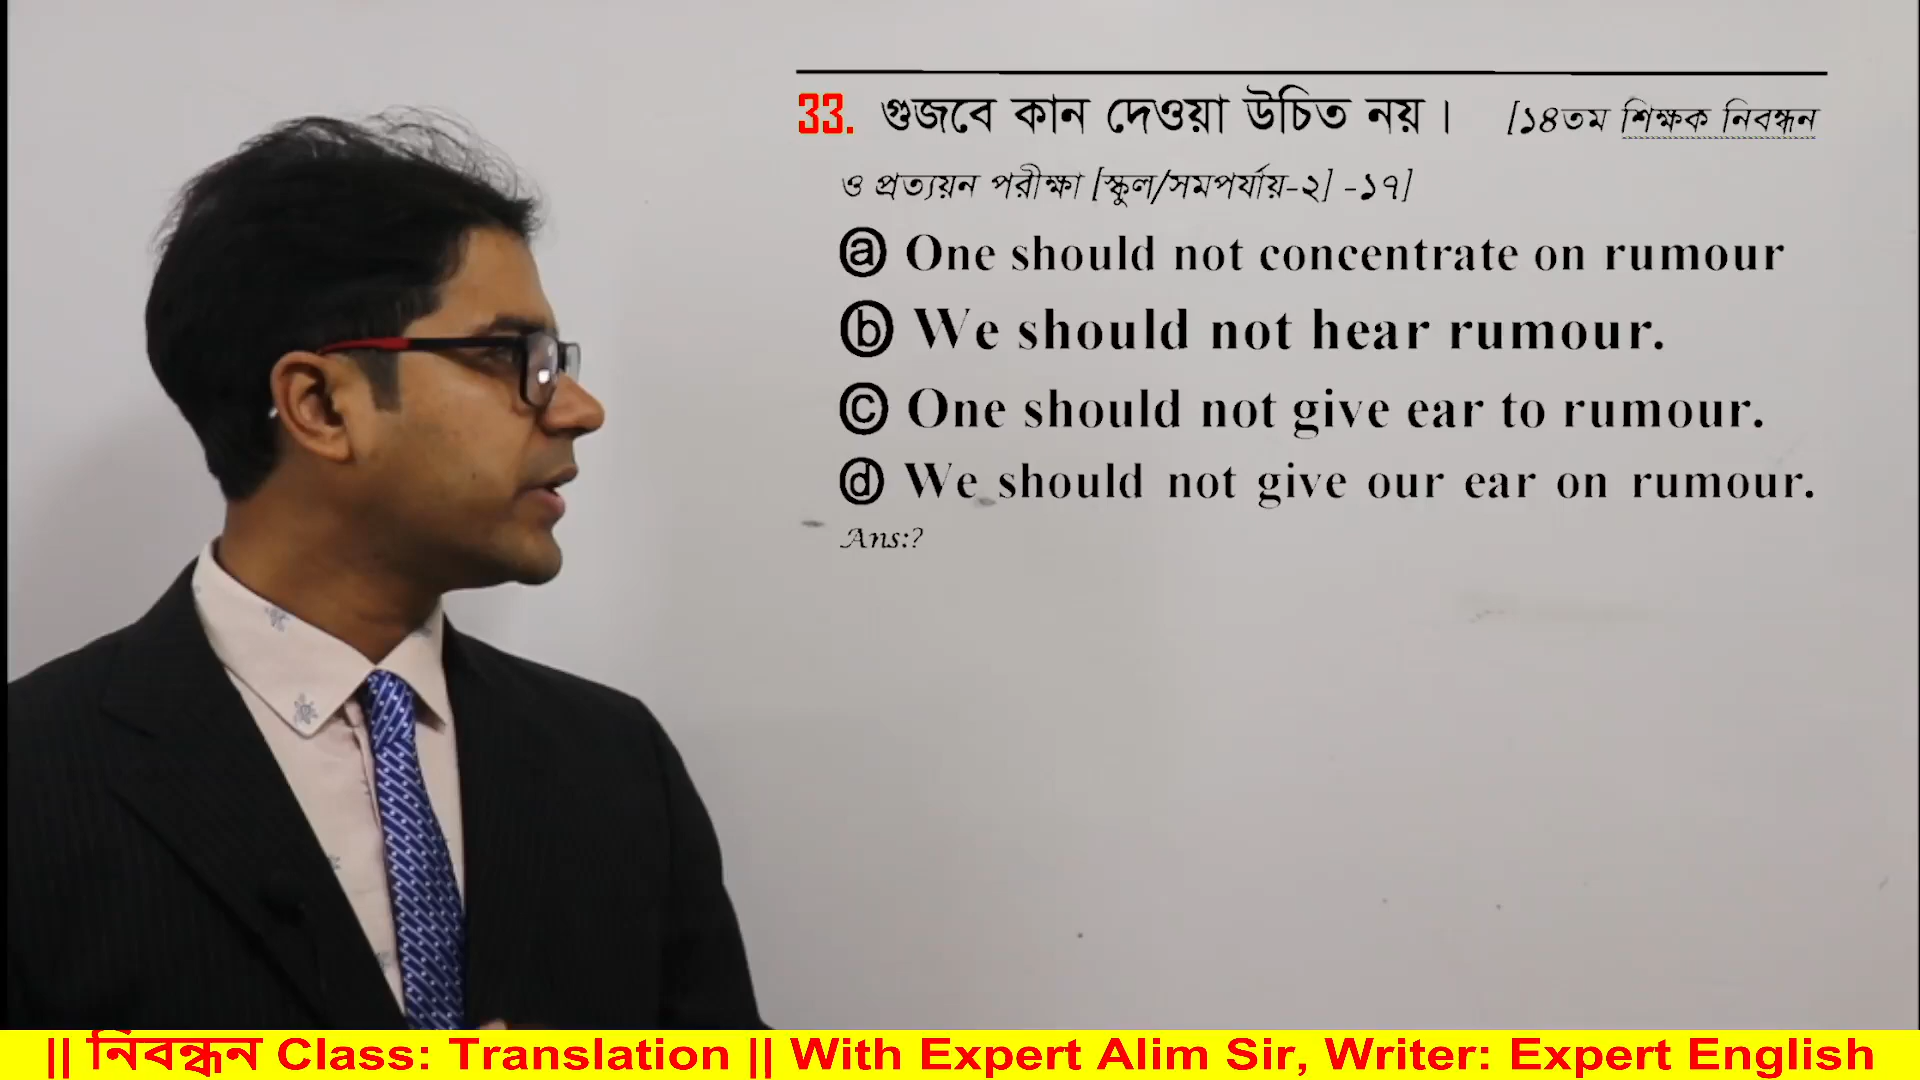 33. গুজবে কান দেওয়া উচিত নয়। [১৪তম শিক্ষক নিবন্ধন
ও প্রত্যয়ন পরীক্ষা [স্কুল/সমপর্যায়-২] -১৭]
ⓐ One should not concentrate on rumour
ⓑ We should not hear rumour.
ⓒ One should not give ear to rumour.
ⓓ We should not give our ear on rumour.
Ans:?
|| নিবন্ধন Class: Translation || With Expert Alim Sir, Writer: Expert English